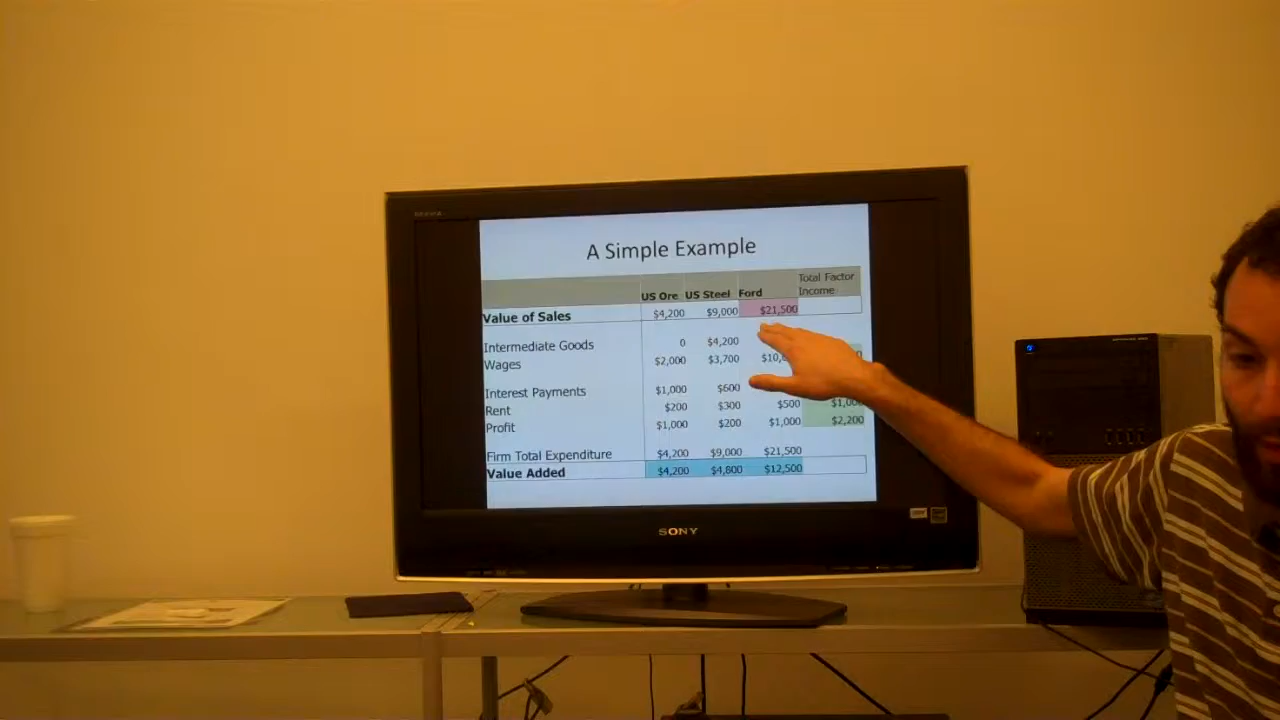 A Simple Example
Total Factor
Income
US Ore US Steel Ford
Value of Sales $4,200 $9,000 $21,500
Intermediate Goods 0 $4,200
Wages $2,000 $3,700
Interest Payments $1,000 $600
Rent $200 $300 $500
Profit $1,000 $200 $1,000 $2,200
Firm Total Expenditure $4,200 $9,000 $21,500
Value Added $4,200 $4,800 $12,500
SONY